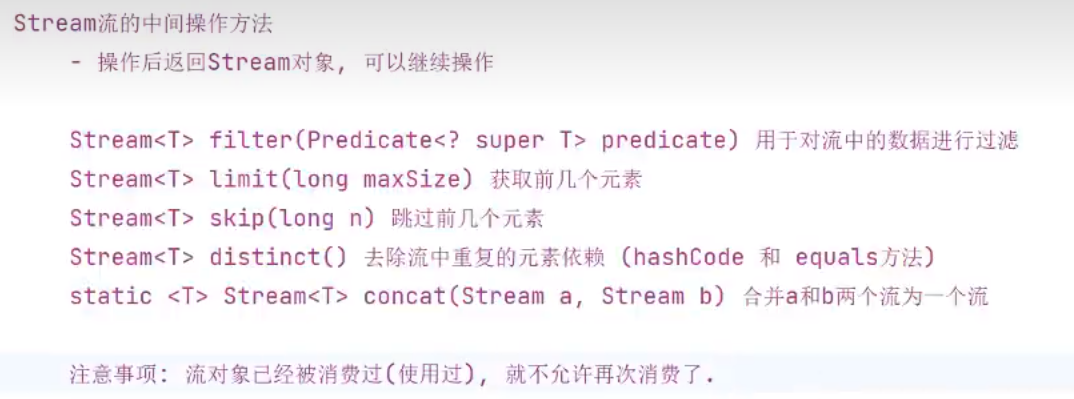 Stream流的中间操作方法
- 操作后返回Stream对象, 可以继续操作
Stream<T> filter(Predicate<? super T> predicate) 用于对流中的数据进行过滤
Stream<T> limit(long maxSize) 获取前几个元素
Stream<T> skip(long n) 跳过前几个元素
Stream<T> distinct() 去除流中重复的元素依赖 (hashCode 和 equals方法)
static <T> Stream<T> concat(Stream a, Stream b) 合并a和b两个流为一个流
注意事项: 流对象已经被消费过(使用过), 就不允许再次消费了.